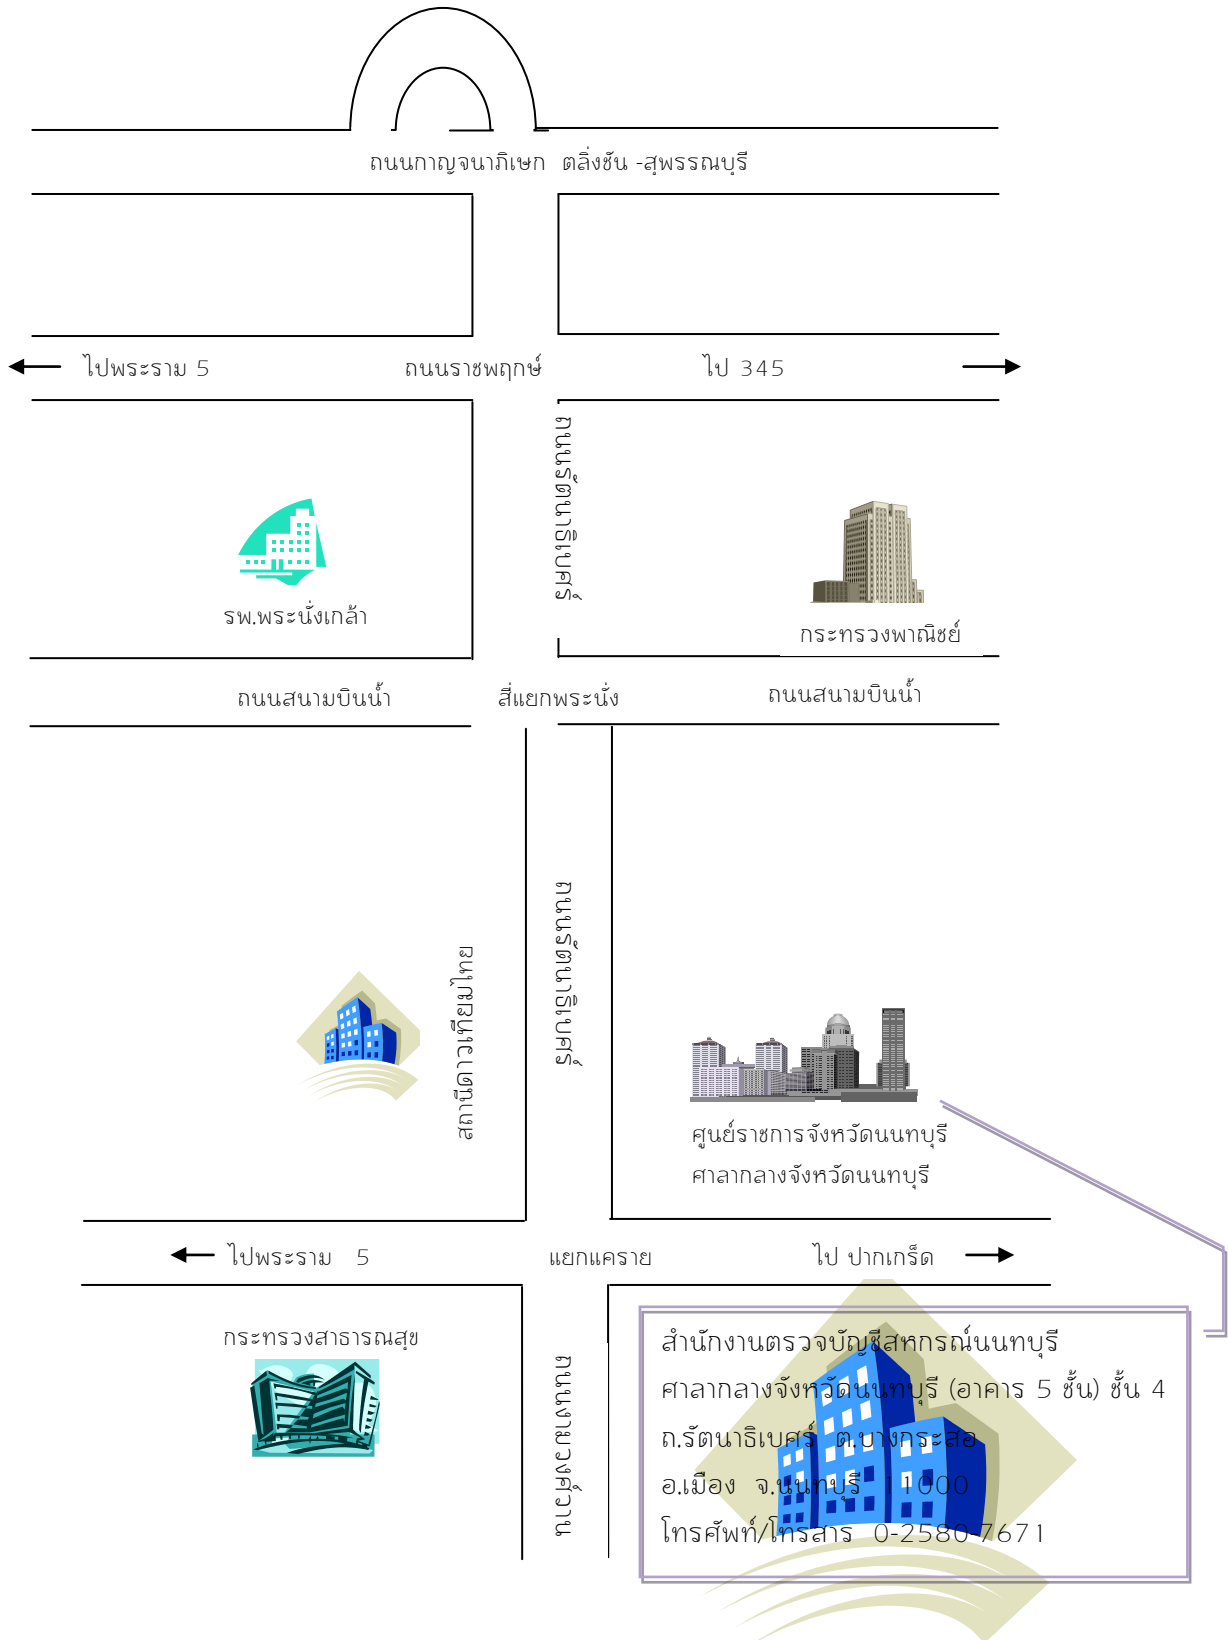 ถนนกาญจนาภิเษก ตลิ่งชัน -สุพรรณบุรี
ไปพระราม 5
ถนนราชพฤกษ์
ไป 345
ถนนรัตนาธิเบศร์
รพ.พระนั่งเกล้า
กระทรวงพาณิชย์
ถนนสนามบินน้ำ
สี่แยกพระนั่ง
ถนนสนามบินน้ำ
สถานีดาวเทียมไทย
ถนนรัตนาธิเบศร์
ศูนย์ราชการจังหวัดนนทบุรี
ศาลากลางจังหวัดนนทบุรี
ไปพระราม 5
แยกแคราย
ไป ปากเกร็ด
กระทรวงสาธารณสุข
ถนนงามวงศ์วาน
สำนักงานตรวจบัญชีสหกรณ์นนทบุรี
ศาลากลางจังหวัดนนทบุรี (อาคาร 5 ชั้น) ชั้น 4
ถ.รัตนาธิเบศร์ ต.บางกระสอ
อ.เมือง จ.นนทบุรี 11000
โทรศัพท์/โทรสาร 0-2580-7671